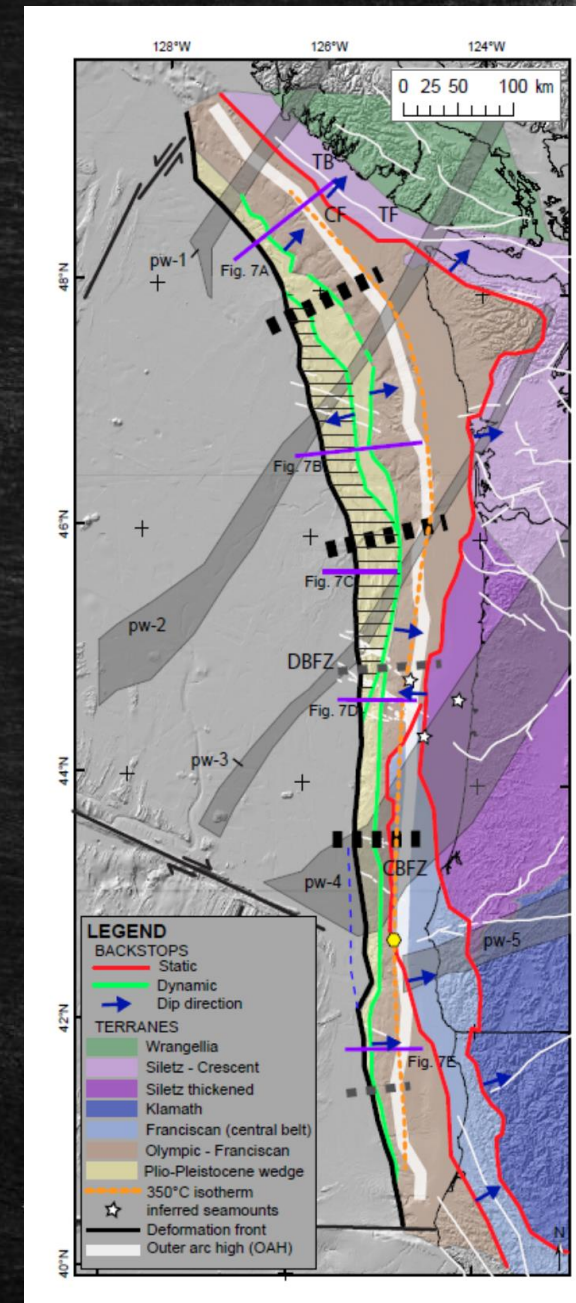 128°W 126°W 124°W
0 25 50 100 km
TB
CF TF
pw-1
Fig. 7A
48°N
Fig. 7B
46°N
Fig. 7C
pw-2
DBFZ
Fig. 7D
pw-3
44°N
CBFZ
pw-4
pw-5
LEGEND
BACKSTOPS
Static
Dynamic
Dip direction
TERRANES
Wrangellia
Siletz - Crescent
Siletz thickened
Klamath
Franciscan (central belt)
Olympic - Franciscan
Plio-Pleistocene wedge
350°C isotherm
inferred seamounts
Deformation front
Outer arc high (OAH)
42°N
Fig. 7E
N
40°N